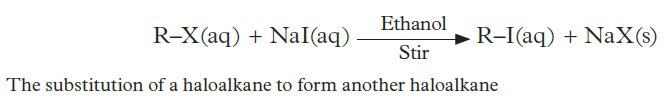 R–X(aq) + NaI(aq) Ethanol Stir R–I(aq) + NaX(s)
The substitution of a haloalkane to form another haloalkane